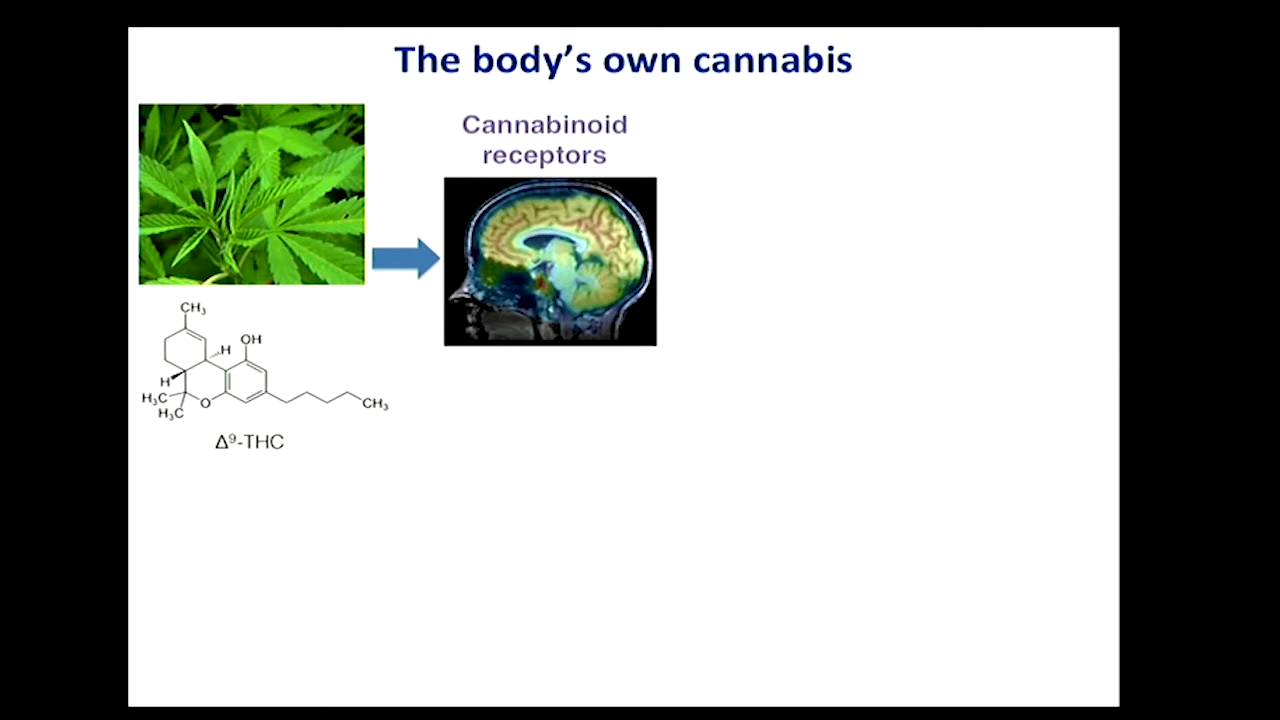 The body's own cannabis
Cannabinoid
receptors
CH₃
OH
H
H
H₃C
H₃C
O
CH₃
Δ⁹-THC